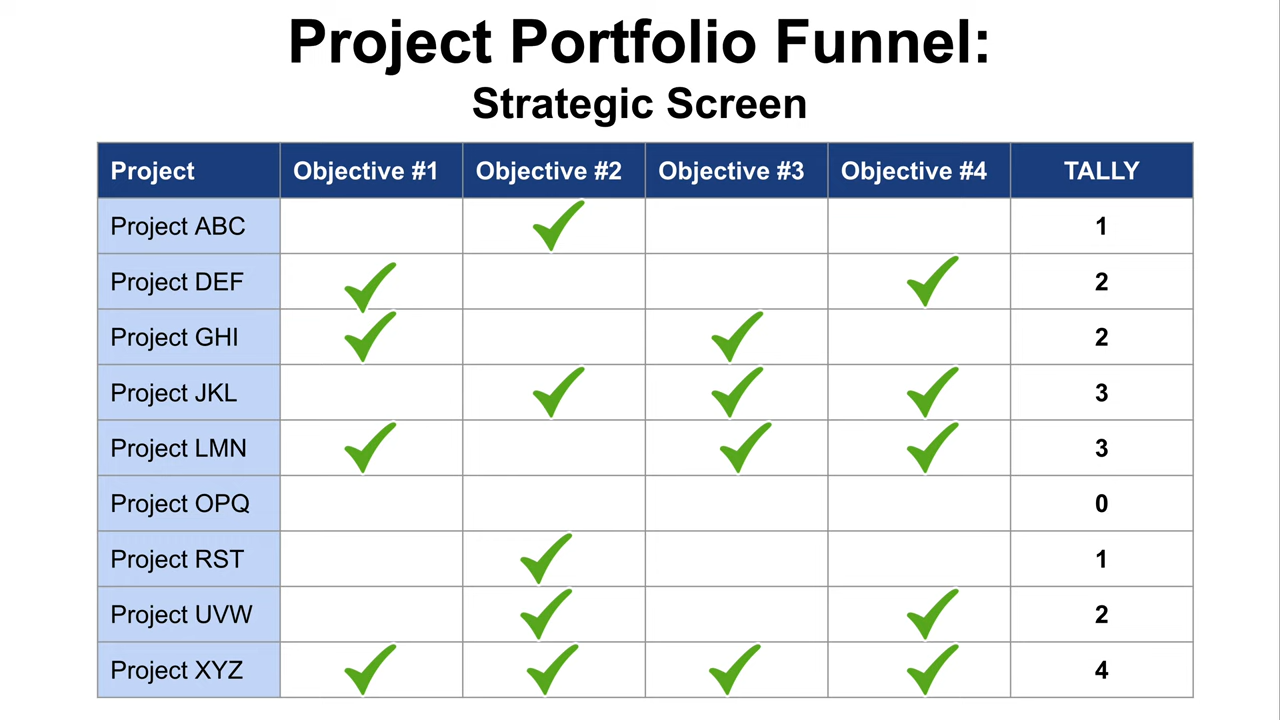 Project Portfolio Funnel:
Strategic Screen
Project Objective #1 Objective #2 Objective #3 Objective #4 TALLY
Project ABC 1
Project DEF 2
Project GHI 2
Project JKL 3
Project LMN 3
Project OPQ 0
Project RST 1
Project UVW 2
Project XYZ 4